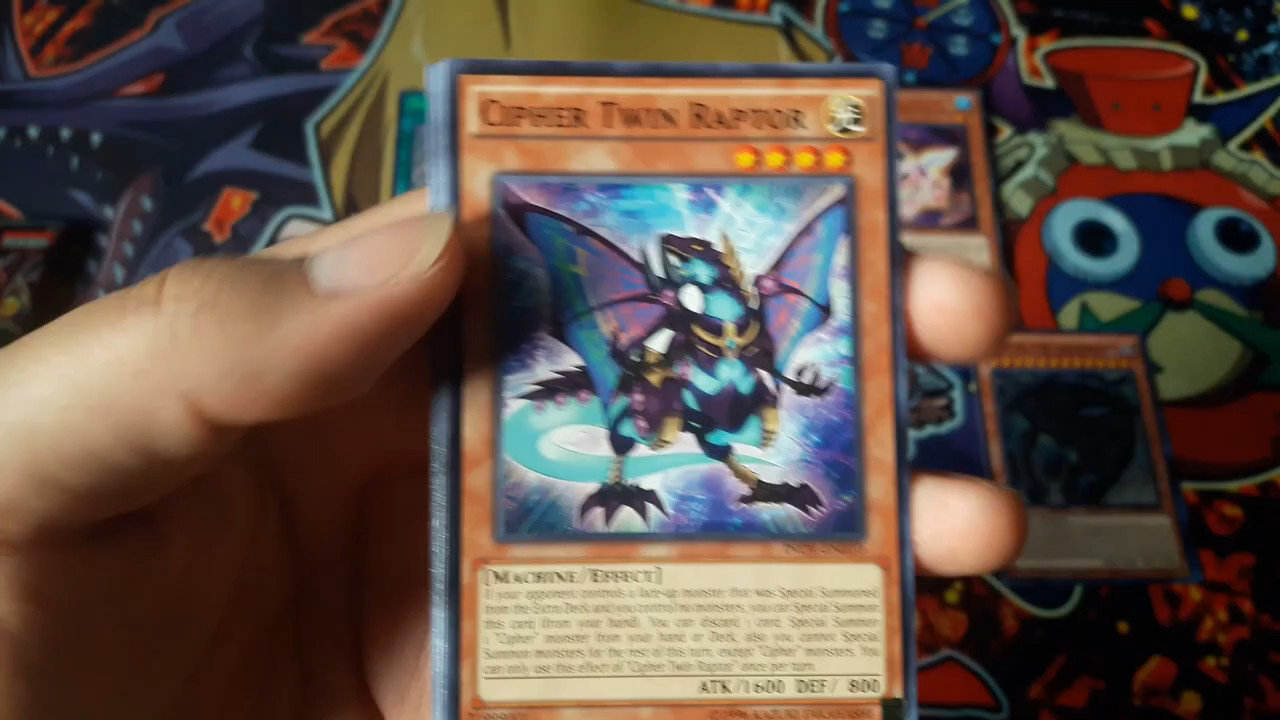 CIPHER TWIN RAPTOR
[MACHINE/EFFECT]
If your opponent controls a face-up monster that was Special Summoned
from the Extra Deck and you control no monsters, you can Special Summon
this card (from your hand). You can discard 1 card; Special Summon
1 "Cipher" monster from your hand or Deck, also you cannot Special
Summon monsters for the rest of this turn, except "Cipher" monsters. You
can only use this effect of "Cipher Twin Raptor" once per turn.
ATK/1600 DEF/ 800